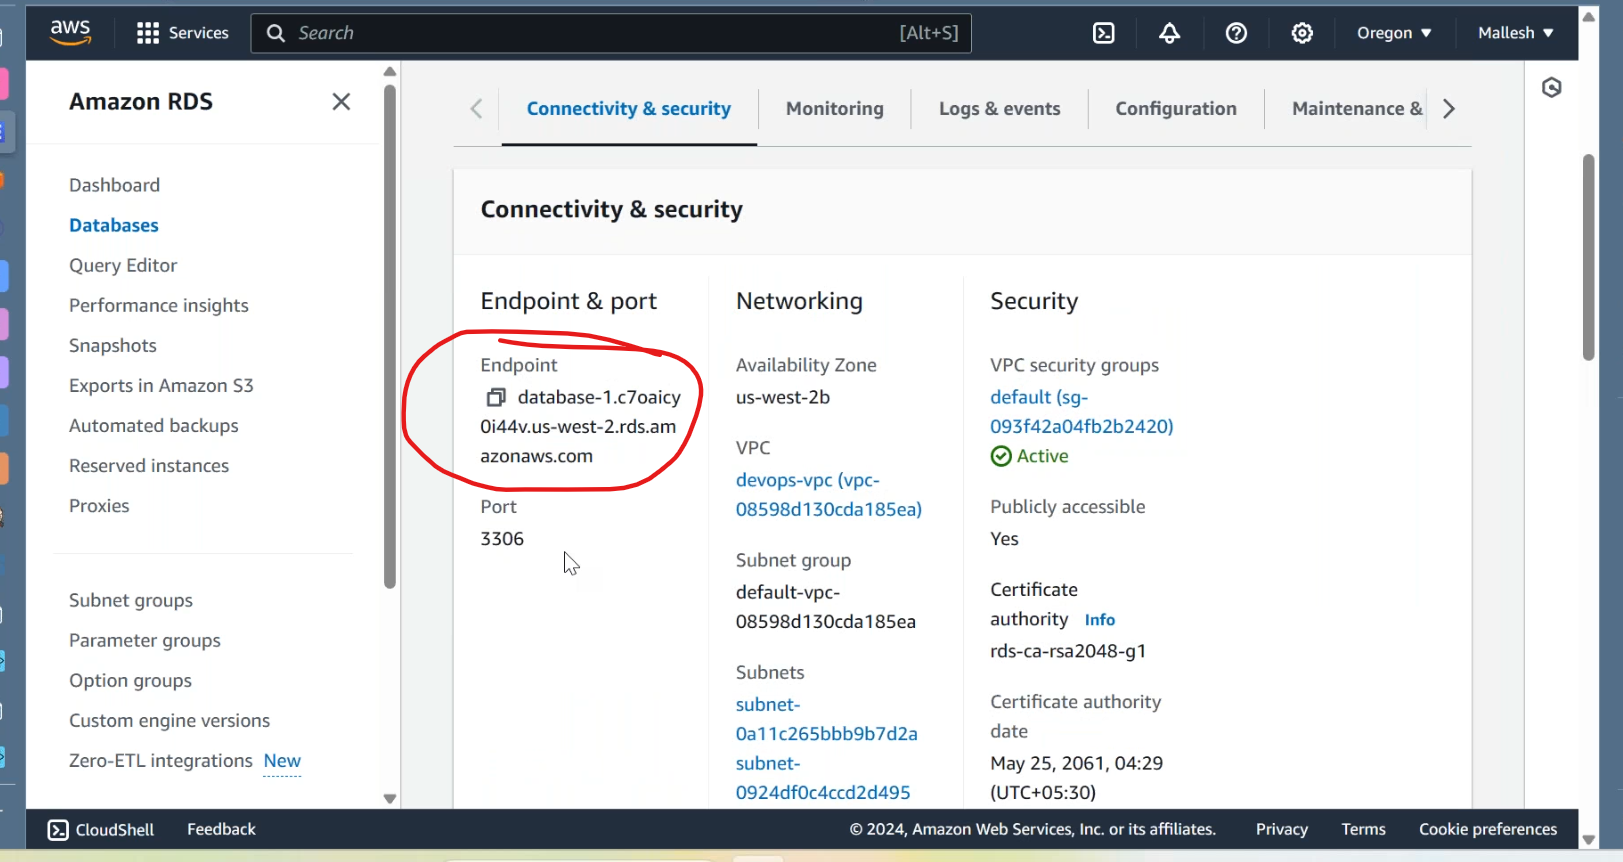 aws
Services
Search
[Alt+S]
Oregon ▼
Mallesh ▼
Amazon RDS
Dashboard
Databases
Query Editor
Performance insights
Snapshots
Exports in Amazon S3
Automated backups
Reserved instances
Proxies
Subnet groups
Parameter groups
Option groups
Custom engine versions
Zero-ETL integrations New
Connectivity & security
Monitoring
Logs & events
Configuration
Maintenance &
Connectivity & security
Endpoint & port
Endpoint
database-1.c7oaicy
0i44v.us-west-2.rds.am
azonaws.com
Port
3306
Networking
Availability Zone
us-west-2b
VPC
devops-vpc (vpc-
08598d130cda185ea)
Subnet group
default-vpc-
08598d130cda185ea
Subnets
subnet-
0a11c265bbb9b7d2a
subnet-
0924df0c4ccd2d495
Security
VPC security groups
default (sg-
093f42a04fb2b2420)
Active
Publicly accessible
Yes
Certificate
authority Info
rds-ca-rsa2048-g1
Certificate authority
date
May 25, 2061, 04:29
(UTC+05:30)
CloudShell
Feedback
© 2024, Amazon Web Services, Inc. or its affiliates.
Privacy
Terms
Cookie preferences